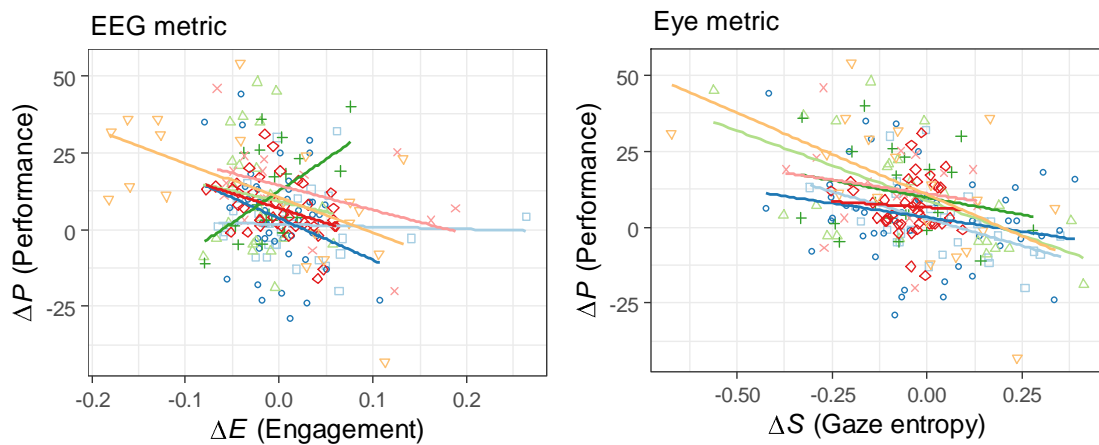 EEG metric
ΔP (Performance)
50
25
0
-25
-0.2 -0.1 0.0 0.1 0.2
ΔE (Engagement)
Eye metric
ΔP (Performance)
50
25
0
-25
-0.50 -0.25 0.00 0.25
ΔS (Gaze entropy)